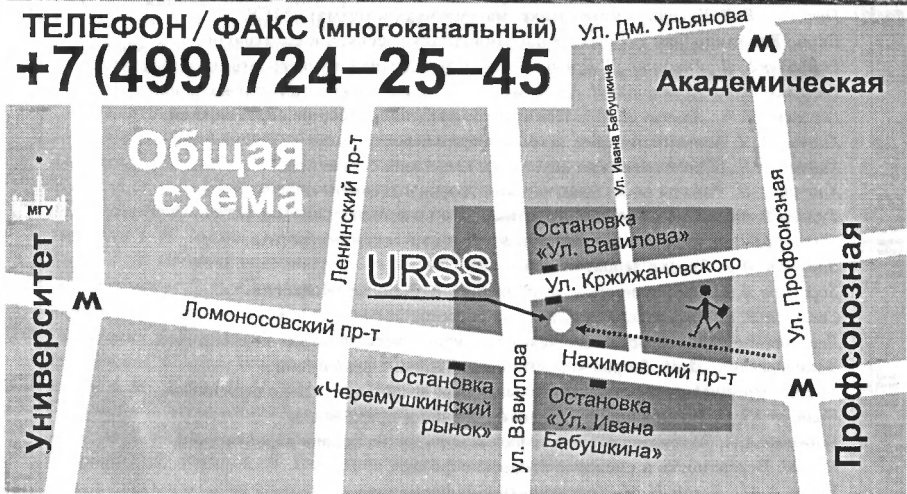 ТЕЛЕФОН/ФАКС (многоканальный)
+7 (499) 724–25–45
Ул. Дм. Ульянова
М
Академическая
Общая
схема
Ленинский пр-т
Ул. Ивана Бабушкина
Ул. Профсоюзная
МГУ
Университет
М
Остановка
«Ул. Вавилова»
URSS
Ул. Кржижановского
Ломоносовский пр-т
Нахимовский пр-т
Остановка
«Черемушкинский
рынок»
ул. Вавилова
Остановка
«Ул. Ивана
Бабушкина»
М
Профсоюзная